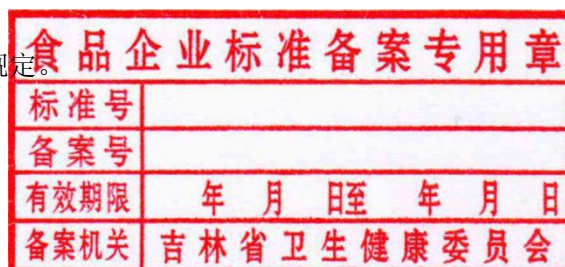 食品企业标准备案专用章
规定。
标准号
备案号
有效期限 年 月 日至 年 月 日
备案机关 吉林省卫生健康委员会